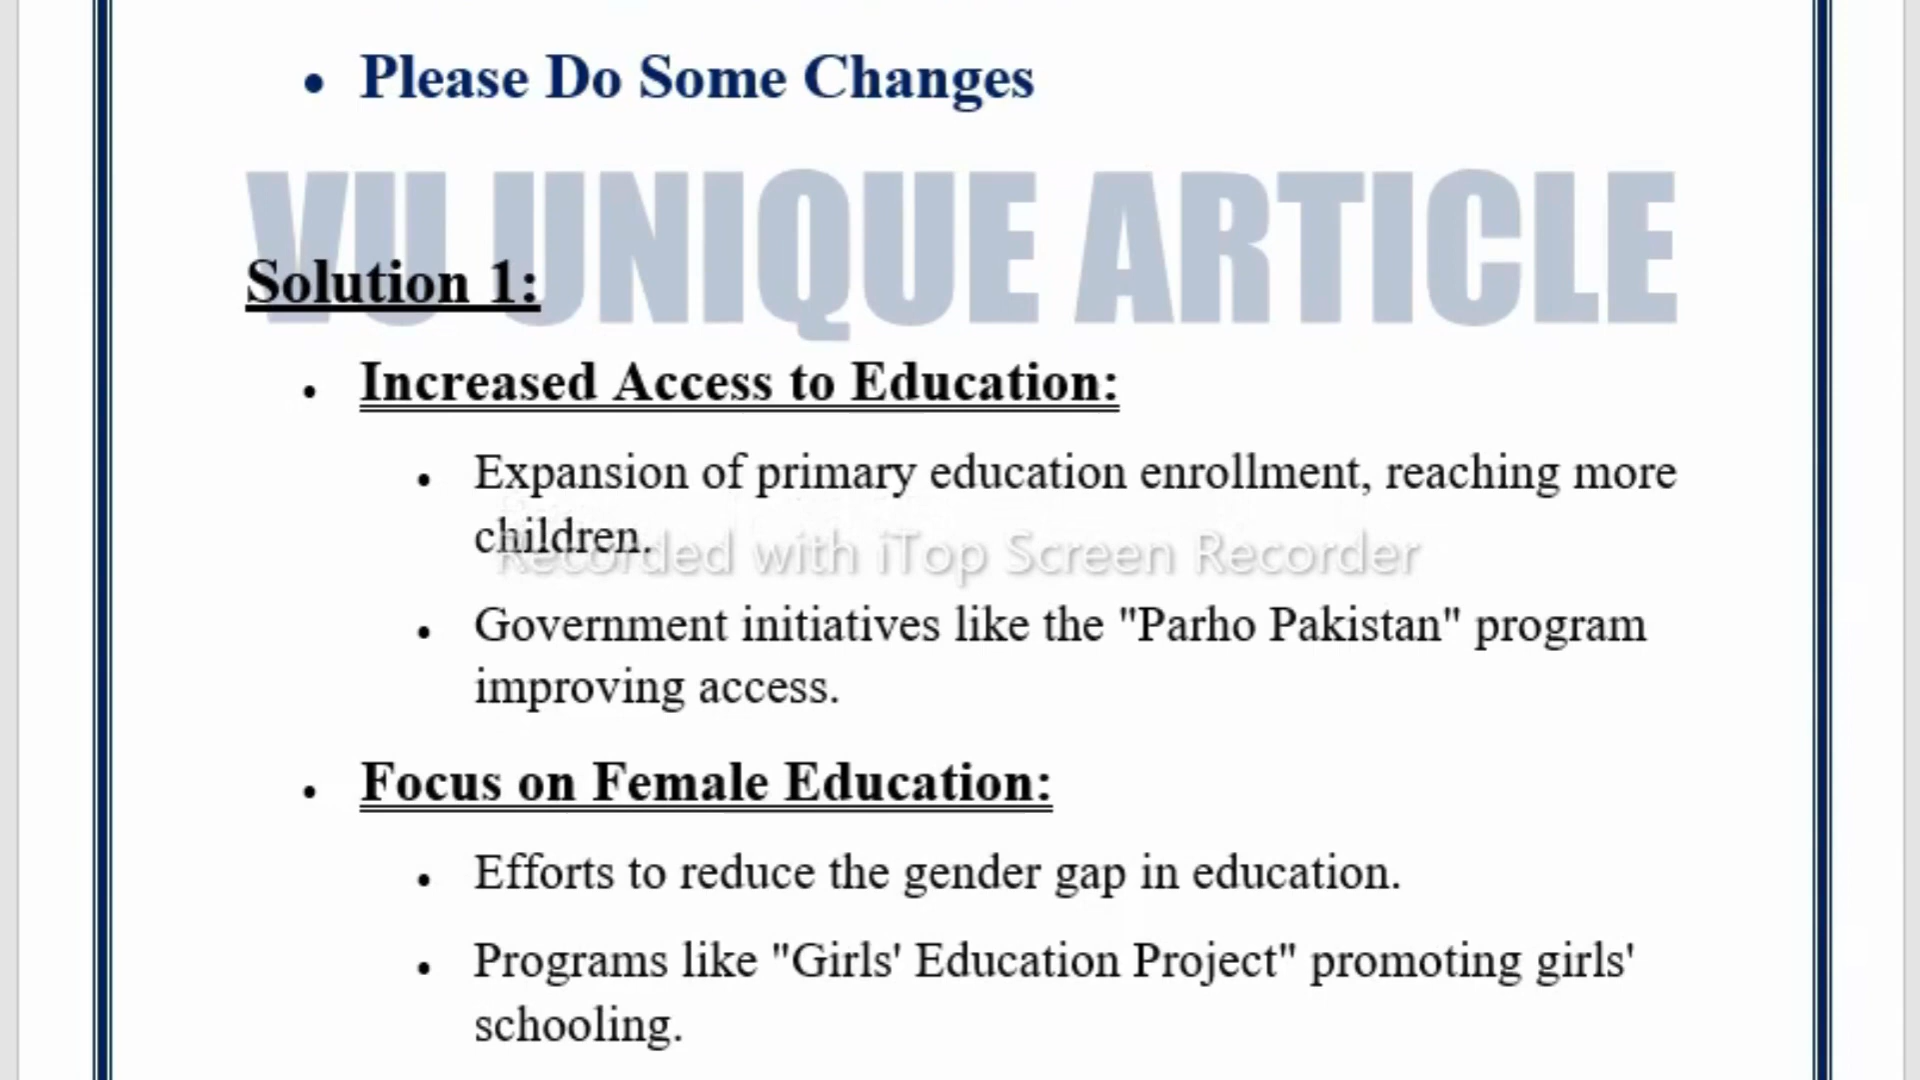 • Please Do Some Changes
VU UNIQUE ARTICLE
Solution 1:
• Increased Access to Education:
• Expansion of primary education enrollment, reaching more
children.
Recorded with iTop Screen Recorder
• Government initiatives like the "Parho Pakistan" program
improving access.
• Focus on Female Education:
• Efforts to reduce the gender gap in education.
• Programs like "Girls' Education Project" promoting girls'
schooling.